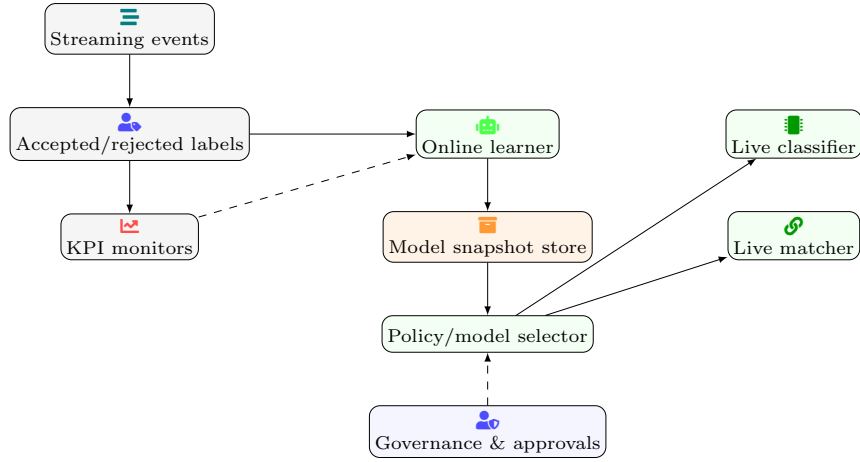 Streaming events
Accepted/rejected labels
Online learner
Live classifier
KPI monitors
Model snapshot store
Live matcher
Policy/model selector
Governance & approvals